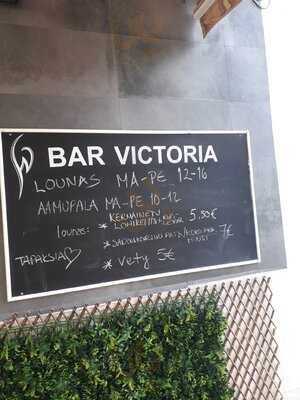 BAR VICTORIA
LOUNAS MA-PE 12-16
AAMUPALA MA-PE 10-12
KERMAINEN
LOUNAS: * LOHIKEITTO 5.50€
* 7€
TAPAKSIA♡ * Vety 5€